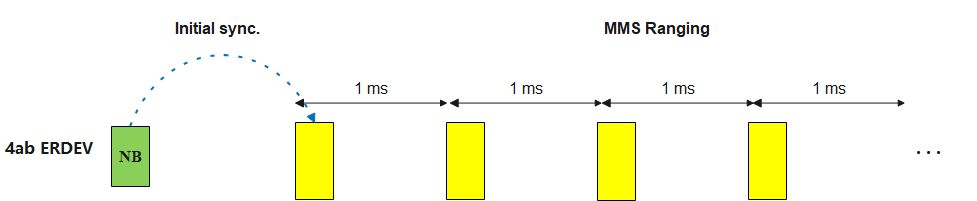 Initial sync.
MMS Ranging
1 ms
1 ms
1 ms
1 ms
4ab ERDEV
NB
...